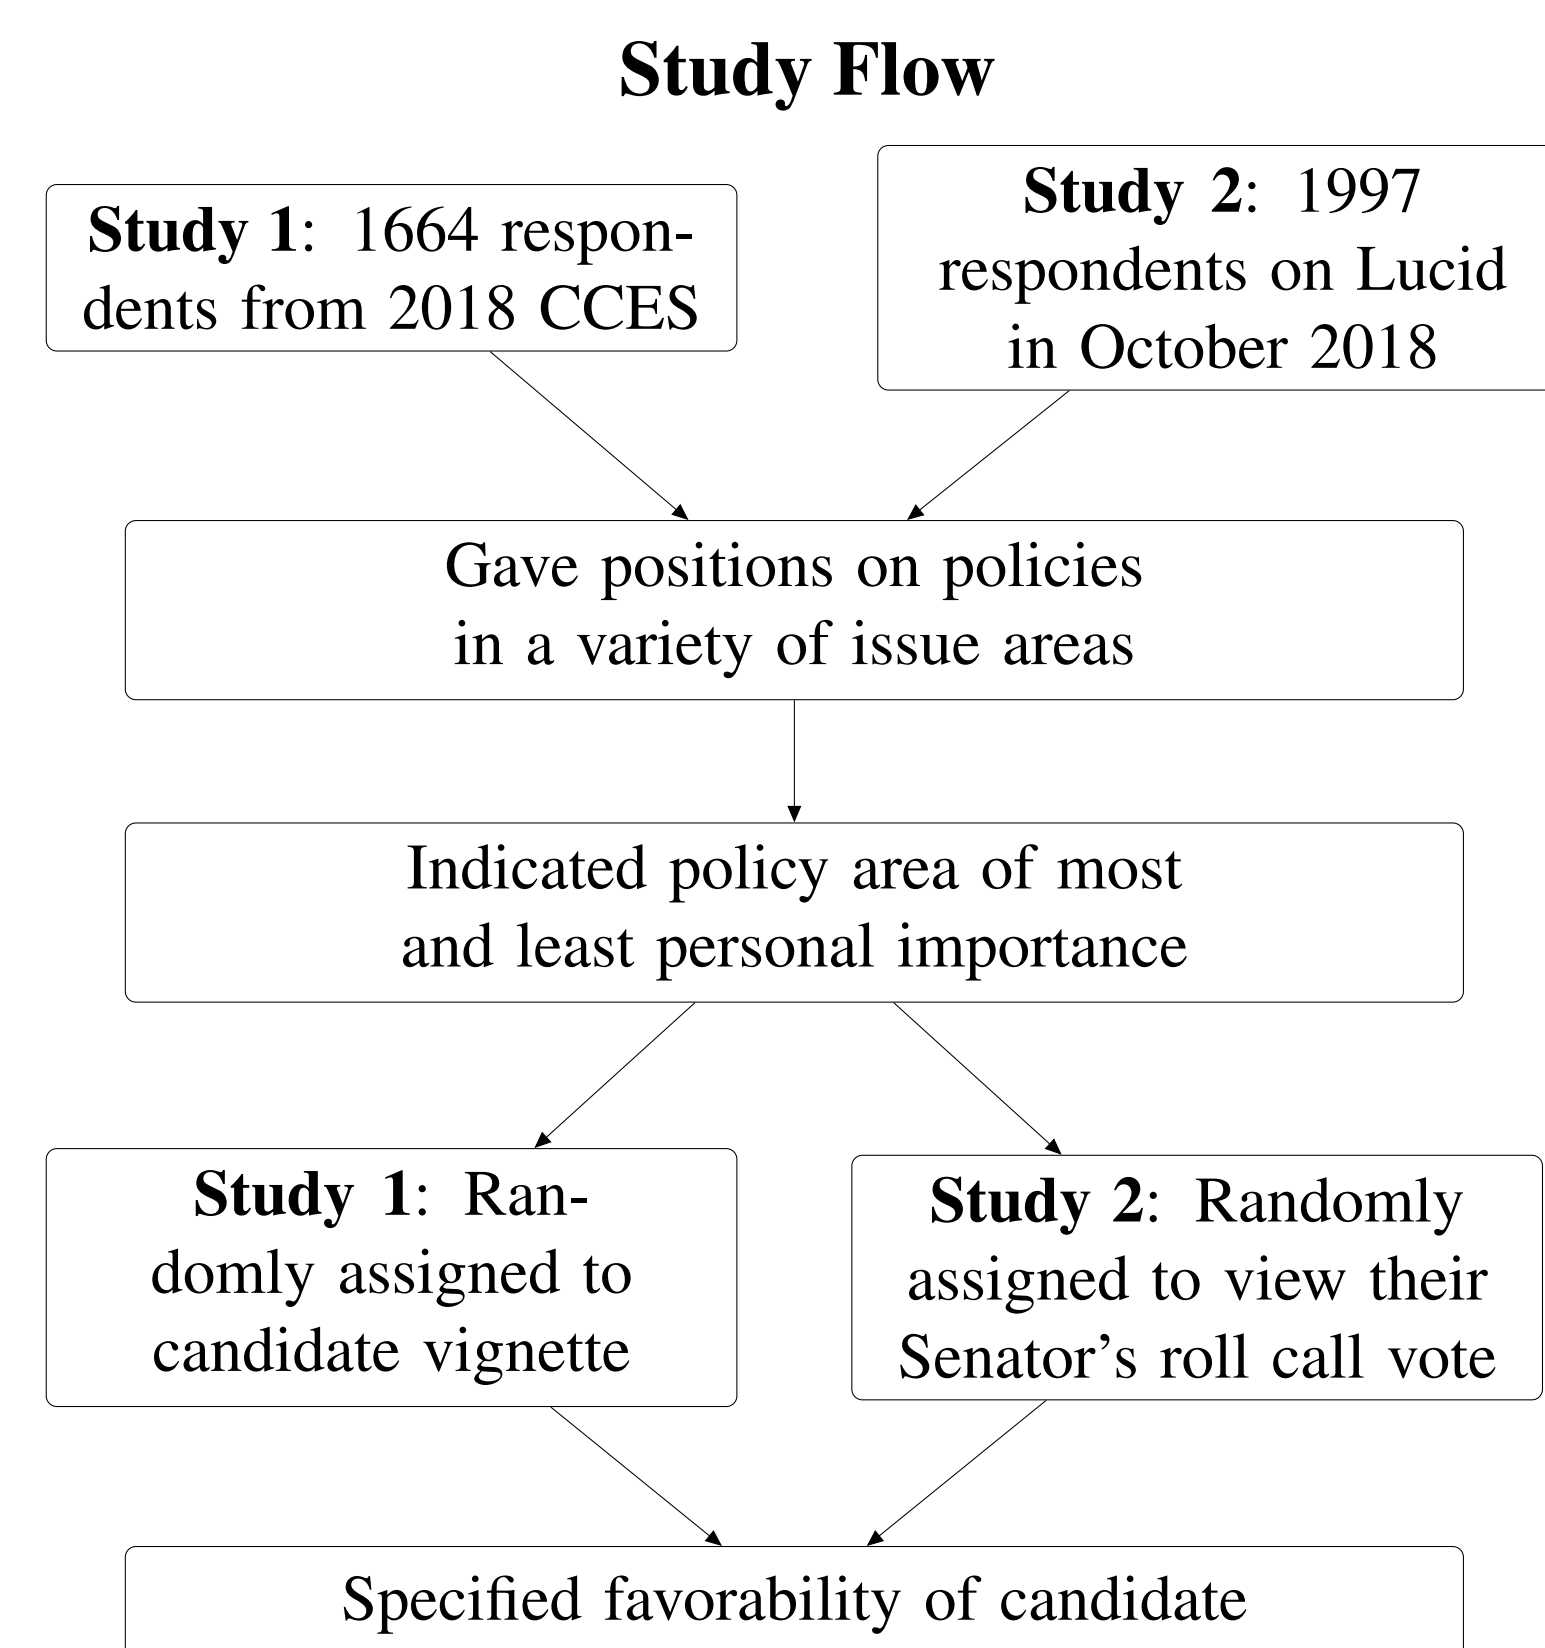 Study Flow
Study 1: 1664 respon-
dents from 2018 CCES
Study 2: 1997
respondents on Lucid
in October 2018
Gave positions on policies
in a variety of issue areas
Indicated policy area of most
and least personal importance
Study 1: Ran-
domly assigned to
candidate vignette
Study 2: Randomly
assigned to view their
Senator's roll call vote
Specified favorability of candidate